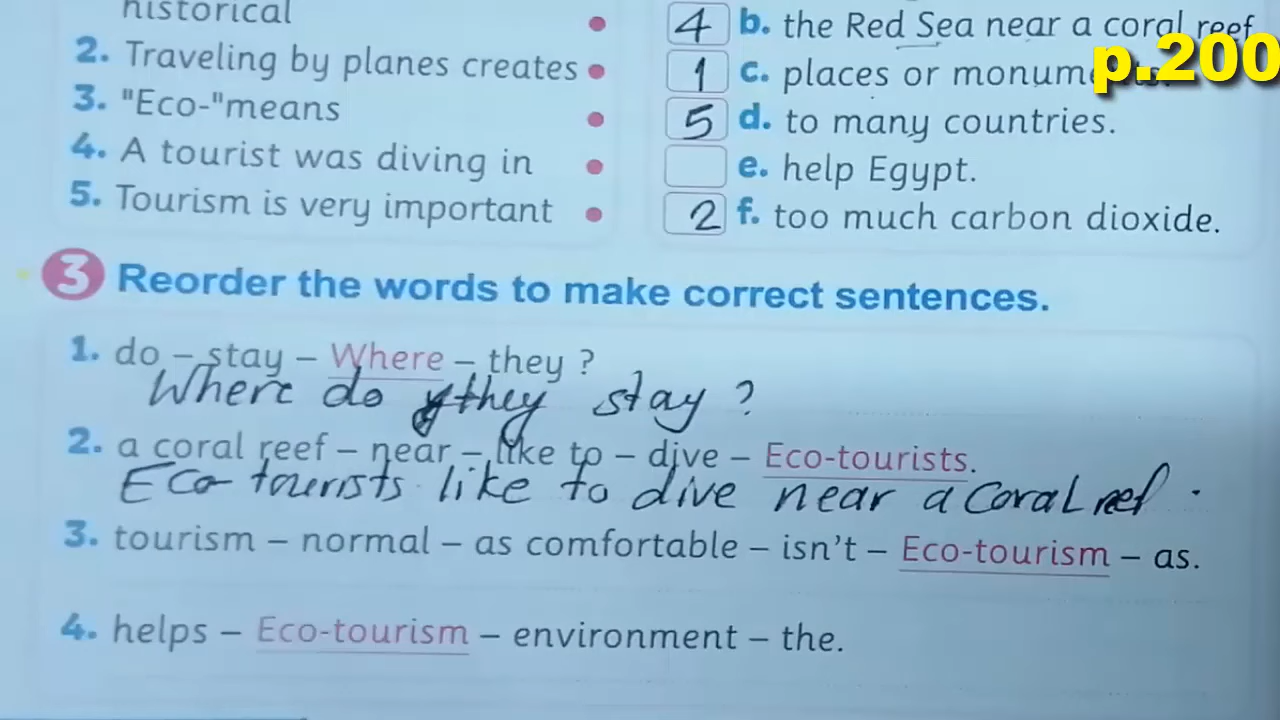 historical
4 b. the Red Sea near a coral reef
p.200
2. Traveling by planes creates
1 c. places or monume
3. "Eco-"means
5 d. to many countries.
4. A tourist was diving in
e. help Egypt.
5. Tourism is very important
2 f. too much carbon dioxide.
3 Reorder the words to make correct sentences.
1. do – stay – Where – they ?
Where do they stay ?
2. a coral reef – near – like to – dive – Eco-tourists.
Eco-tourists like to dive near a Coral reef .
3. tourism – normal – as comfortable – isn't – Eco-tourism – as.
4. helps – Eco-tourism – environment – the.